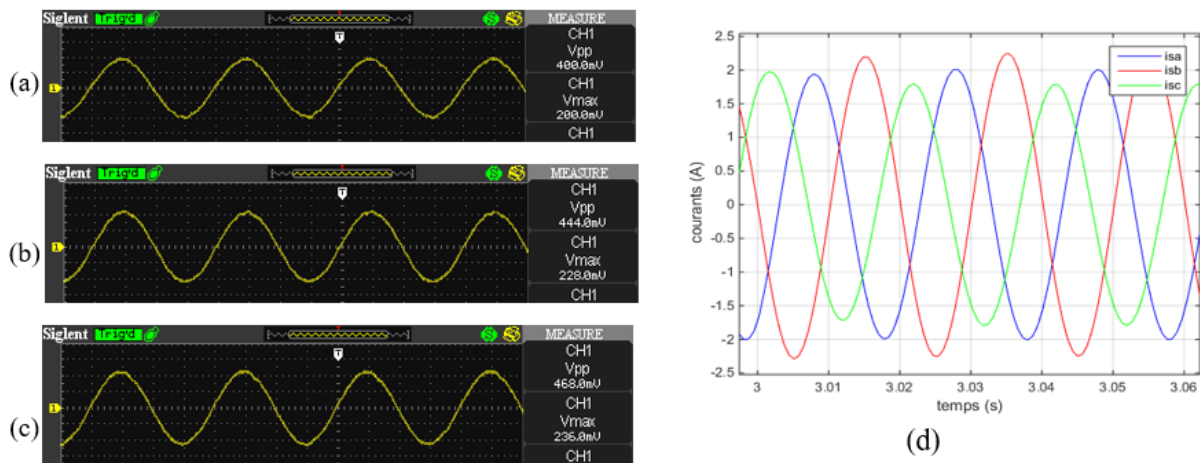 (a)
Siglent Trig'd
T
S
MEASURE
CH1
Vpp
400.0mV
CH1
Vmax
200.0mV
CH1
1
(b)
Siglent Trig'd
T
S
MEASURE
CH1
Vpp
444.0mV
CH1
Vmax
228.0mV
CH1
1
(c)
Siglent Trig'd
T
S
MEASURE
CH1
Vpp
468.0mV
CH1
Vmax
236.0mV
CH1
1
2.5
2
1.5
1
0.5
0
-0.5
-1
-1.5
-2
-2.5
courants (A)
isa
isb
isc
3 3.01 3.02 3.03 3.04 3.05 3.06
temps (s)
(d)